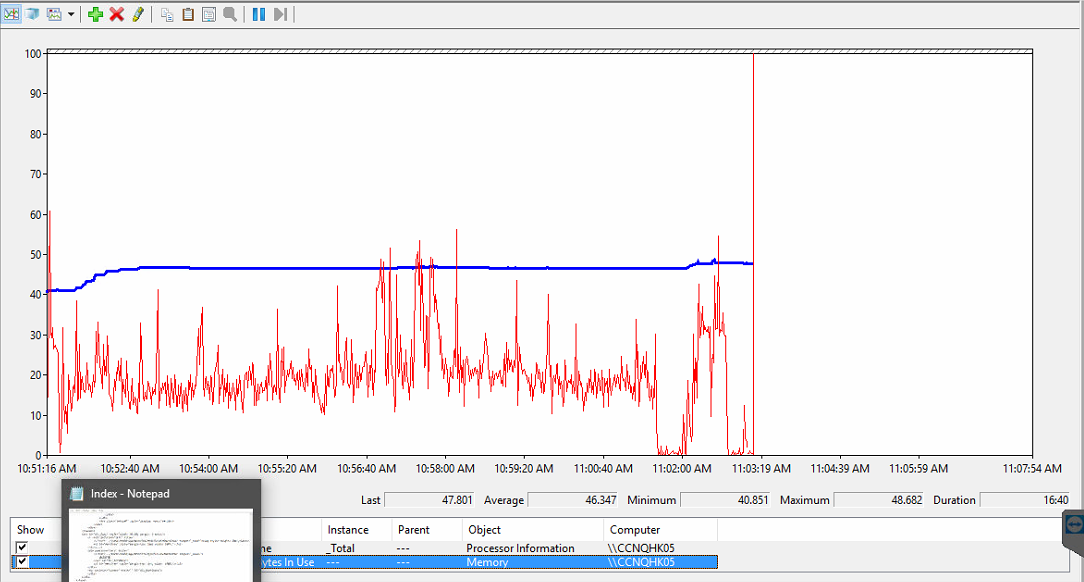 100
90
80
70
60
50
40
30
20
10
0
10:51:16 AM 10:52:40 AM 10:54:00 AM 10:55:20 AM 10:56:40 AM 10:58:00 AM 10:59:20 AM 11:00:40 AM 11:02:00 AM 11:03:19 AM 11:04:39 AM 11:05:59 AM 11:07:54 AM
Last 47.801 Average 46.347 Minimum 40.851 Maximum 48.682 Duration 16:40
Index - Notepad
Show Instance Parent Object Computer
me _Total --- Processor Information \\CCNQHK05
ytes In Use --- --- Memory \\CCNQHK05